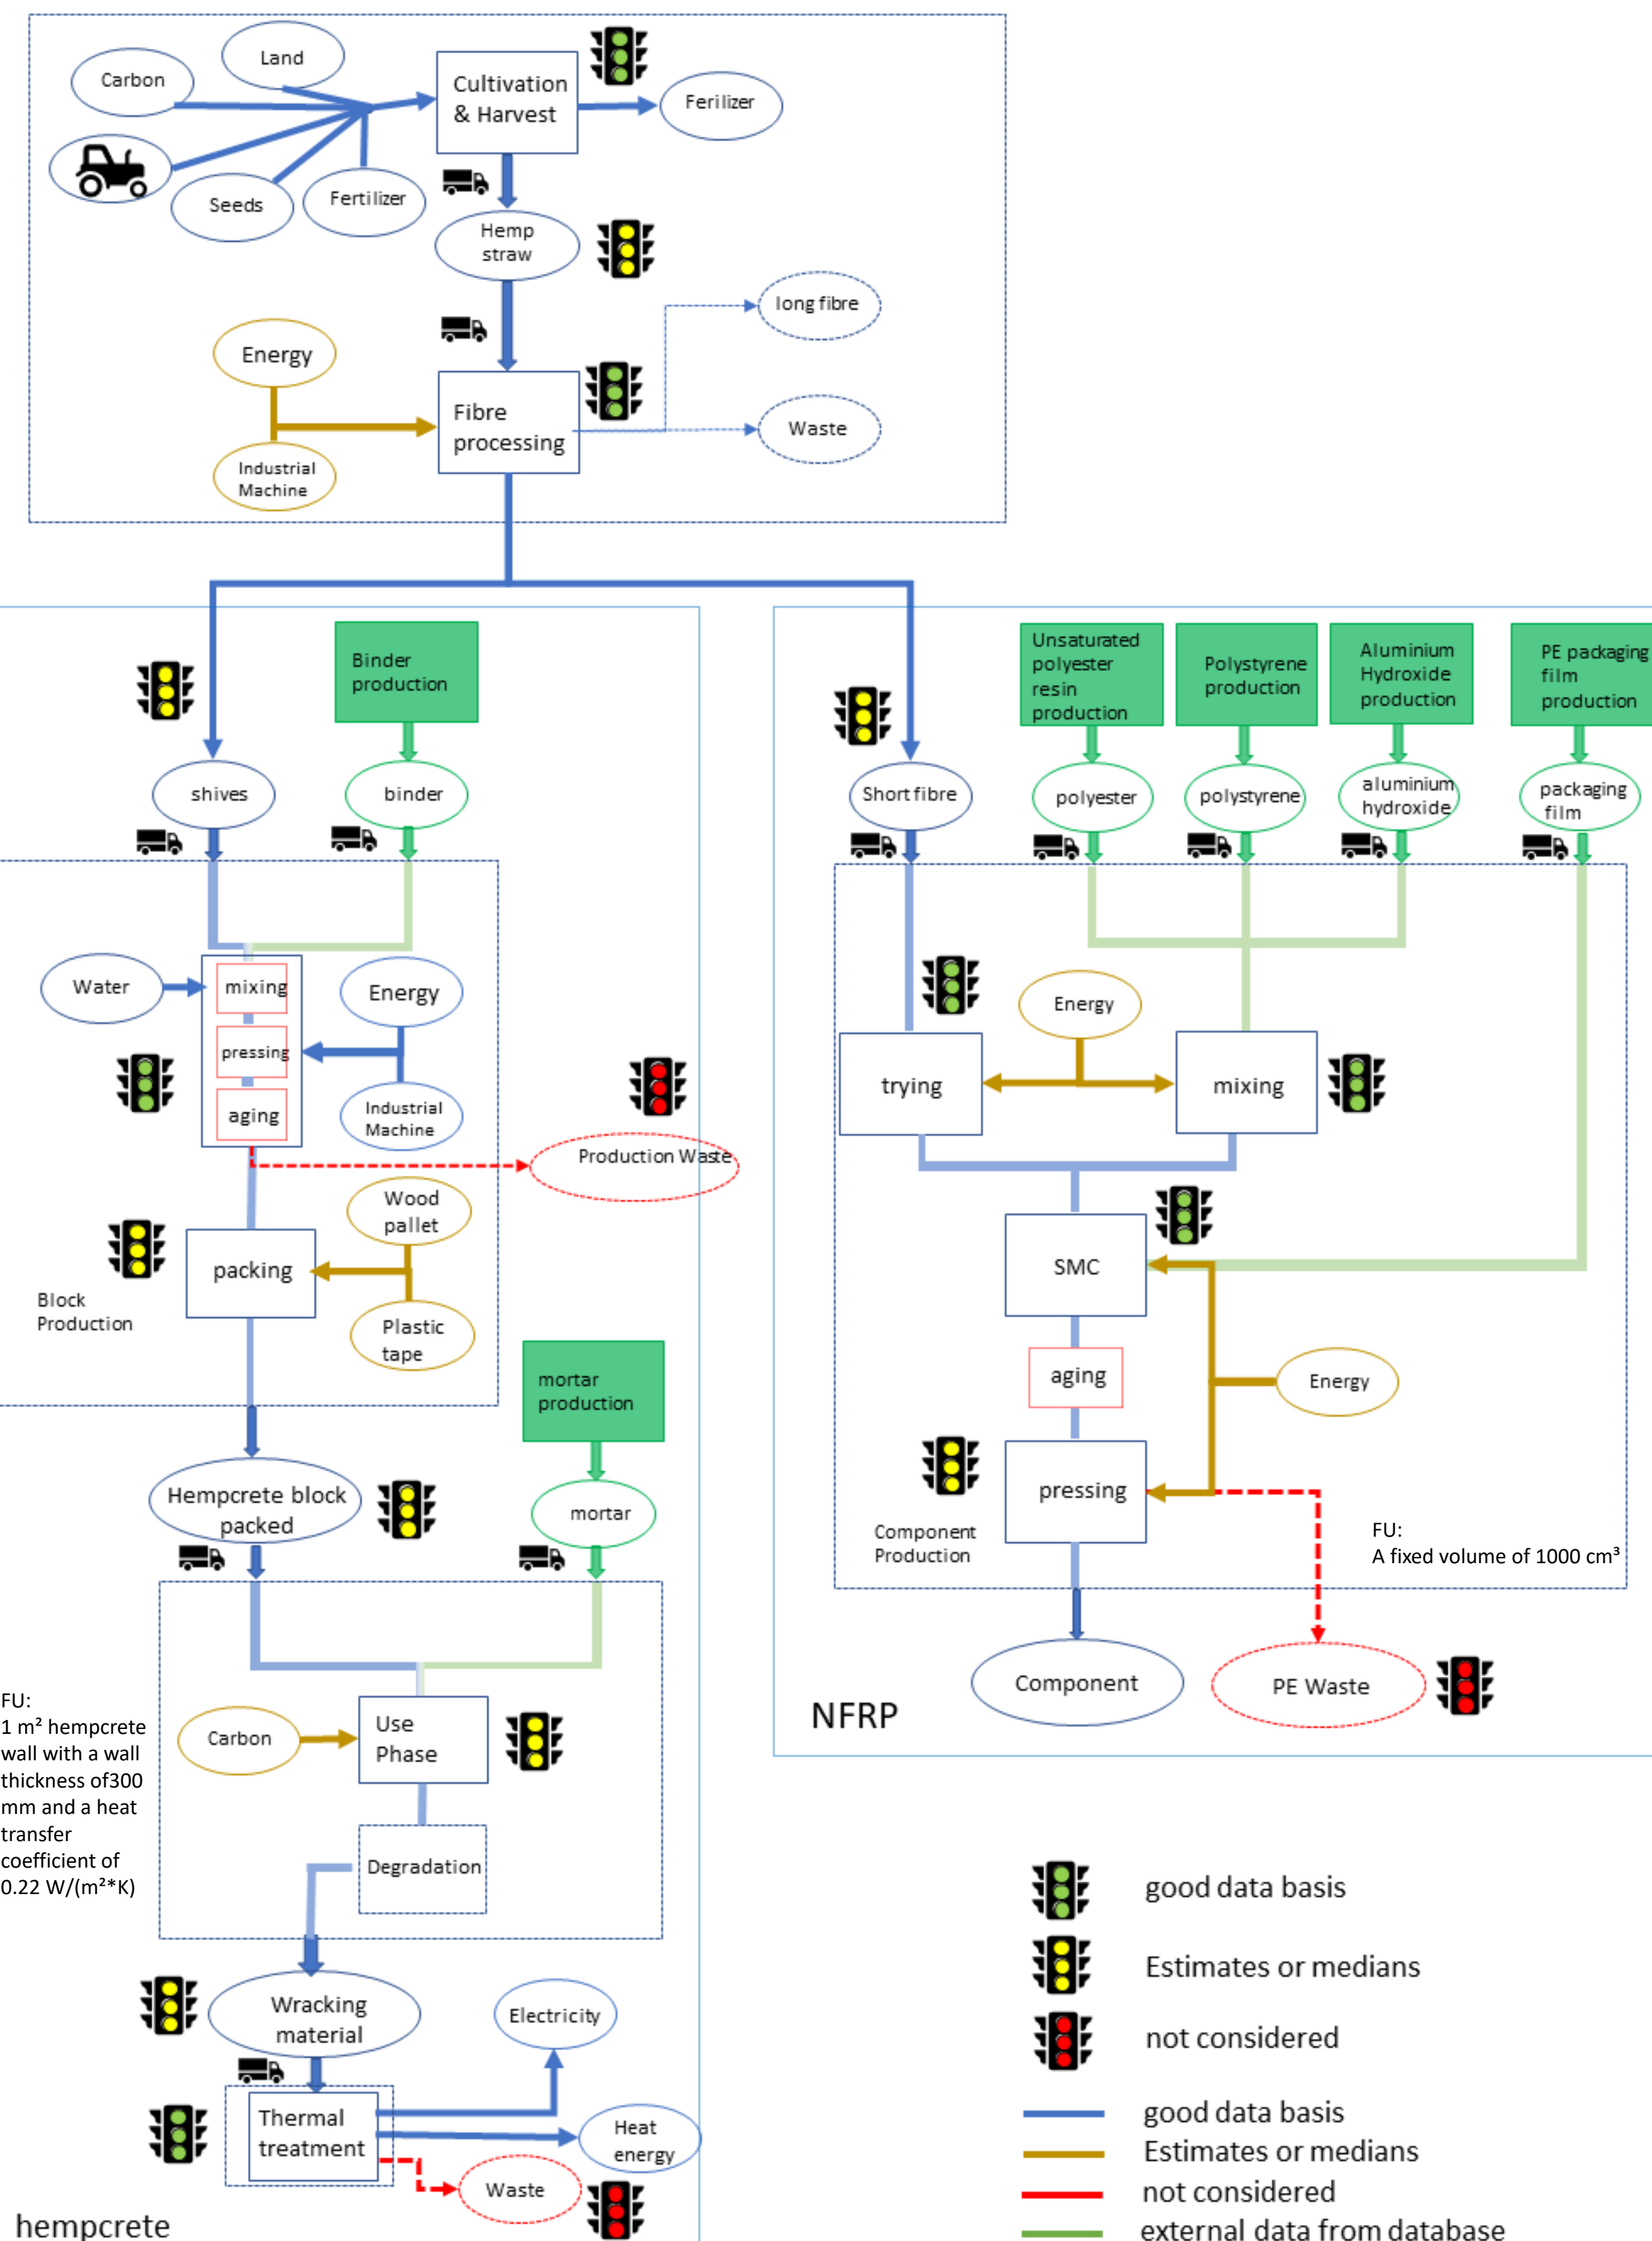 Land
Carbon
Cultivation
& Harvest
Ferilizer
Seeds
Fertilizer
Hemp
straw
long fibre
Energy
Fibre
processing
Waste
Industrial
Machine
Binder
production
shives
binder
Water
mixing
Energy
pressing
aging
Industrial
Machine
Production Waste
Wood
pallet
packing
Block
Production
Plastic
tape
mortar
production
Hempcrete block
packed
mortar
FU:
1 m² hempcrete
wall with a wall
thickness of300
mm and a heat
transfer
coefficient of
0.22 W/(m²*K)
Carbon
Use
Phase
Degradation
Wracking
material
Electricity
Thermal
treatment
Heat
energy
Waste
hempcrete
Unsaturated
polyester
resin
production
Polystyrene
production
Aluminium
Hydroxide
production
PE packaging
film
production
Short fibre
polyester
polystyrene
aluminium
hydroxide
packaging
film
Energy
trying
mixing
SMC
aging
Energy
pressing
Component
Production
FU:
A fixed volume of 1000 cm³
Component
PE Waste
NFRP
good data basis
Estimates or medians
not considered
good data basis
Estimates or medians
not considered
external data from database